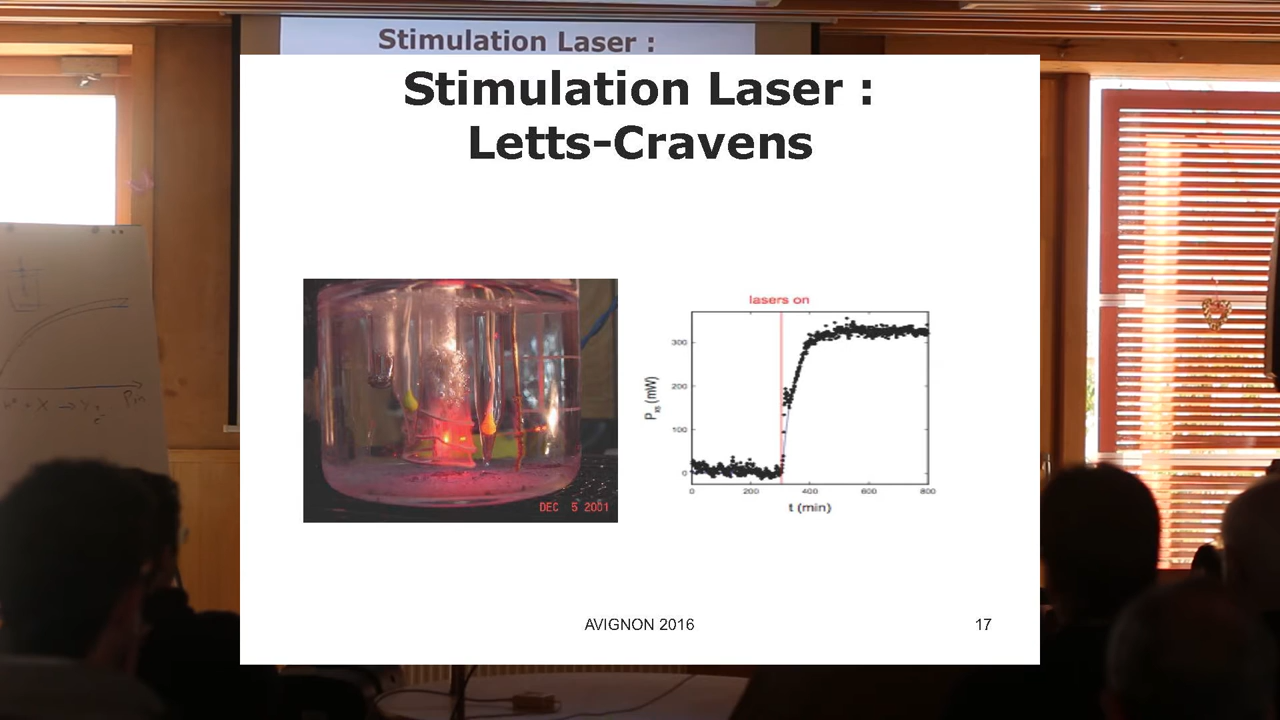 Stimulation Laser :
Stimulation Laser :
Letts-Cravens
lasers on
300
200
100
0
P_xs (mW)
0 200 400 600 800
t (min)
DEC 5 2001
AVIGNON 2016
17